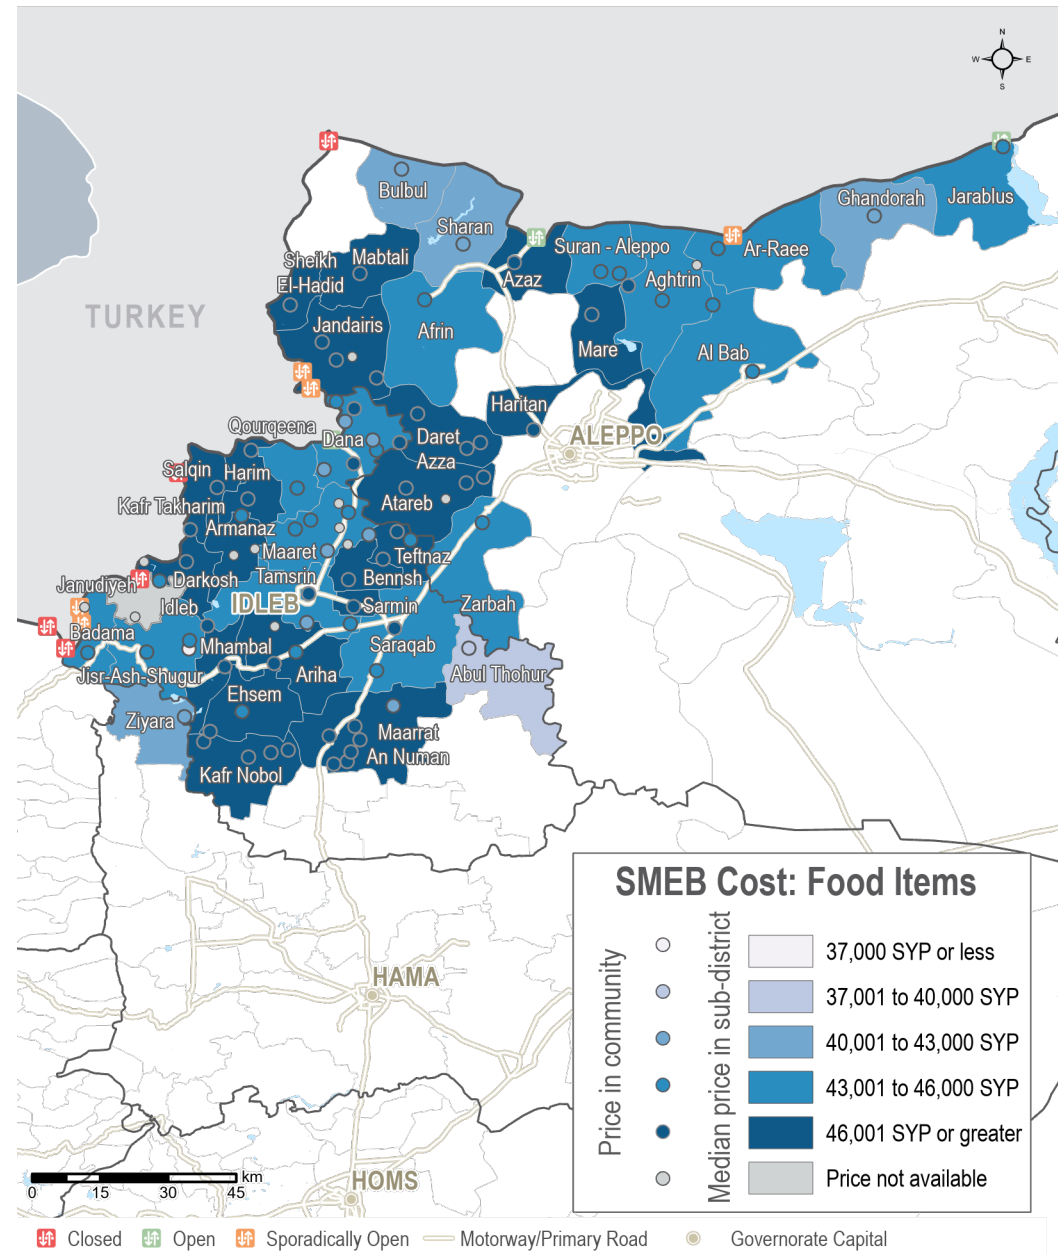 N
W
E
S
Bulbul
Ghandorah
Jarablus
Sharan
Suran - Aleppo
Ar-Raee
Sheikh
El-Hadid
Mabtali
Azaz
Aghtrin
TURKEY
Jandairis
Afrin
Mare
Al Bab
Haritan
Qourqeena
Dana
Daret
Azza
ALEPPO
Salqin
Harim
Kafr Takharim
Atareb
Armanaz
Maaret
Tamsrin
Teftnaz
Janudiyeh
Darkosh
Bennsh
Idleb
IDLEB
Sarmin
Zarbah
Badama
Mhambal
Saraqab
Jisr-Ash-Shugur
Ariha
Abul Thohur
Ehsem
Ziyara
Maarrat
An Numan
Kafr Nobol
HAMA
HOMS
SMEB Cost: Food Items
Price in community
Median price in sub-district
37,000 SYP or less
37,001 to 40,000 SYP
40,001 to 43,000 SYP
43,001 to 46,000 SYP
46,001 SYP or greater
Price not available
km
0 15 30 45
Closed
Open
Sporadically Open
Motorway/Primary Road
Governorate Capital